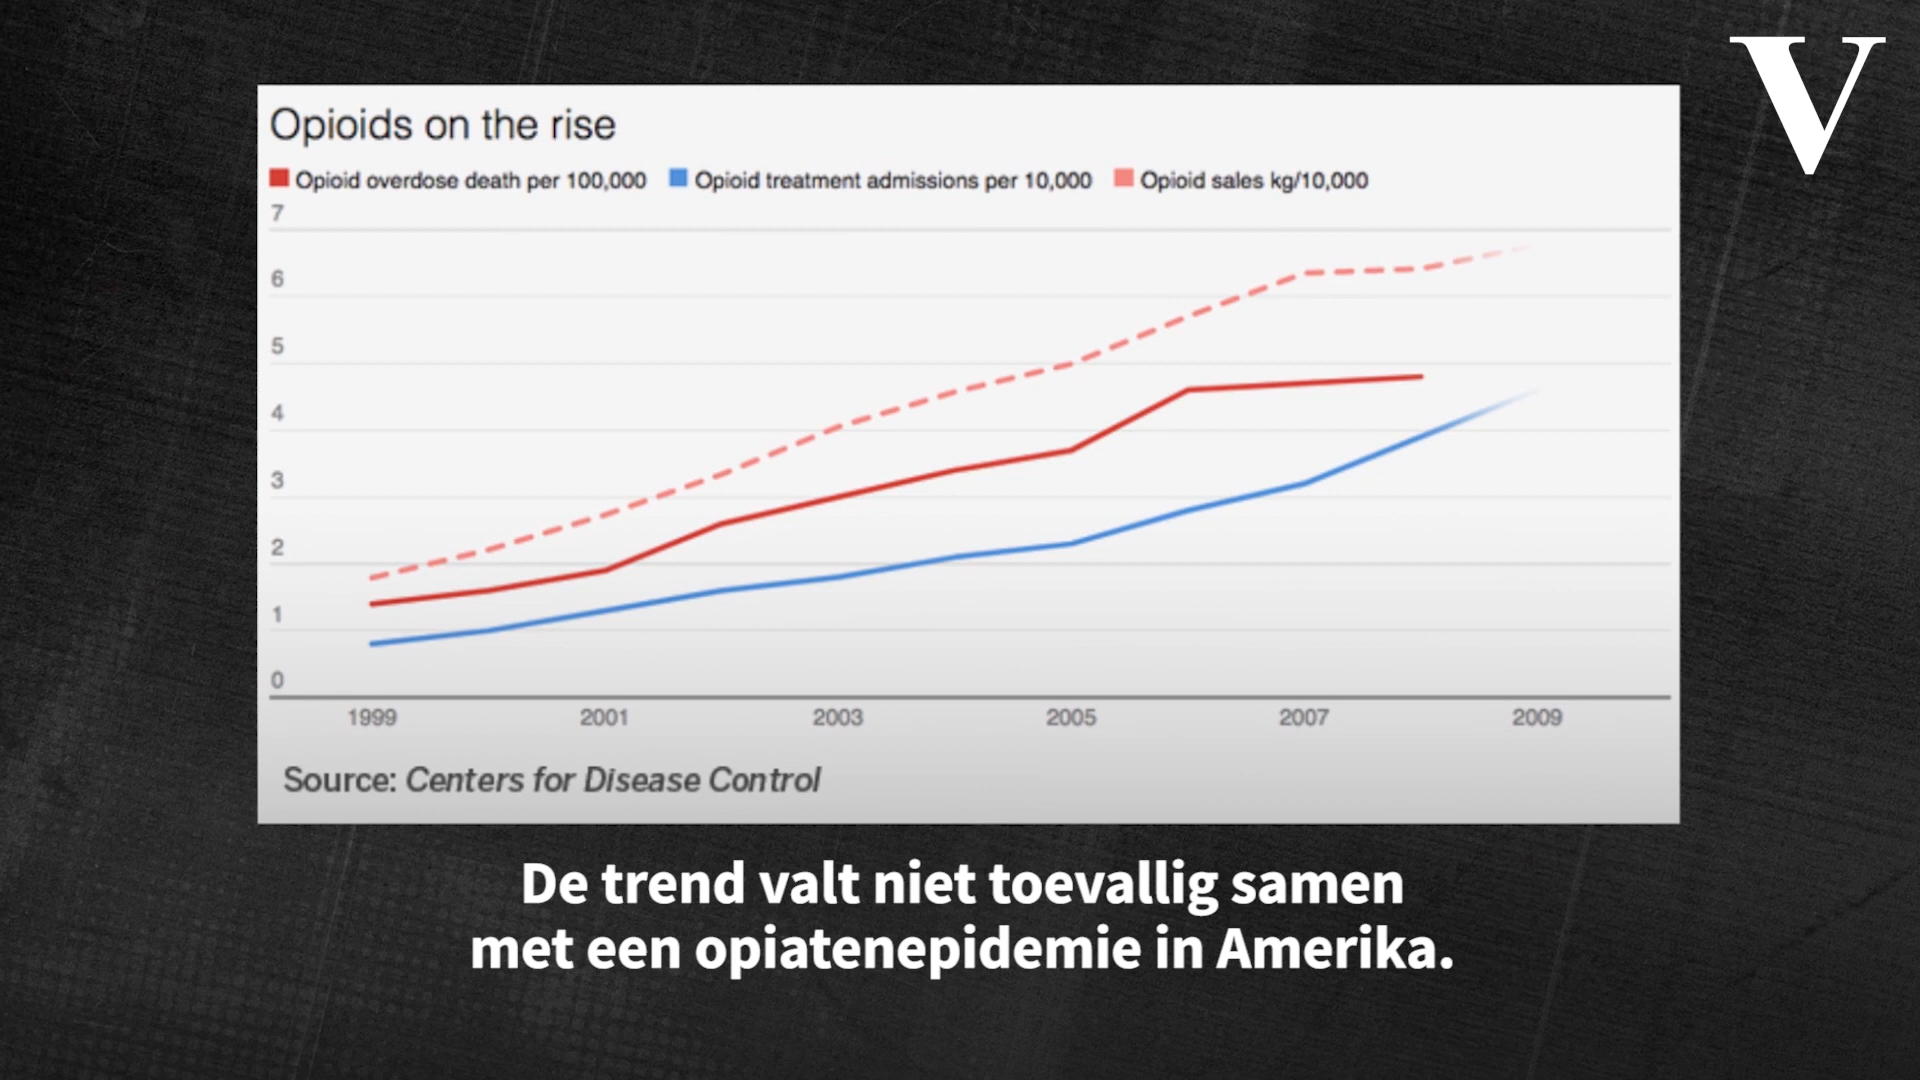 V
Opioids on the rise
Opioid overdose death per 100,000 Opioid treatment admissions per 10,000 Opioid sales kg/10,000
7
6
5
4
3
2
1
0
1999 2001 2003 2005 2007 2009
Source: Centers for Disease Control
De trend valt niet toevallig samen
met een opiatenepidemie in Amerika.